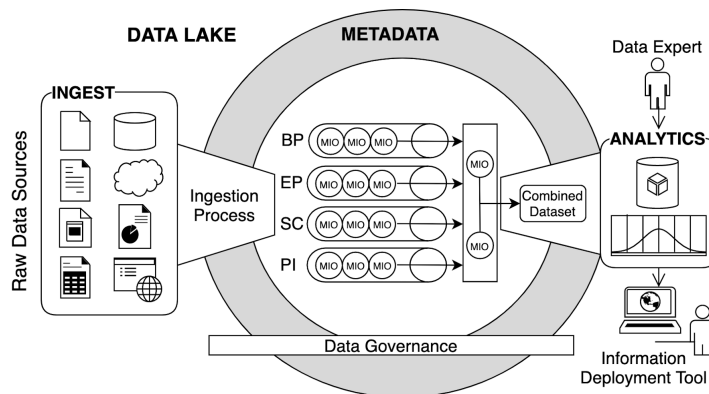 DATA LAKE
METADATA
Data Expert
INGEST
ANALYTICS
Raw Data Sources
Ingestion
Process
BP
MIO MIO MIO
EP
MIO MIO MIO
SC
MIO MIO MIO
PI
MIO MIO MIO
MIO
MIO
Combined
Dataset
Data Governance
Information
Deployment Tool